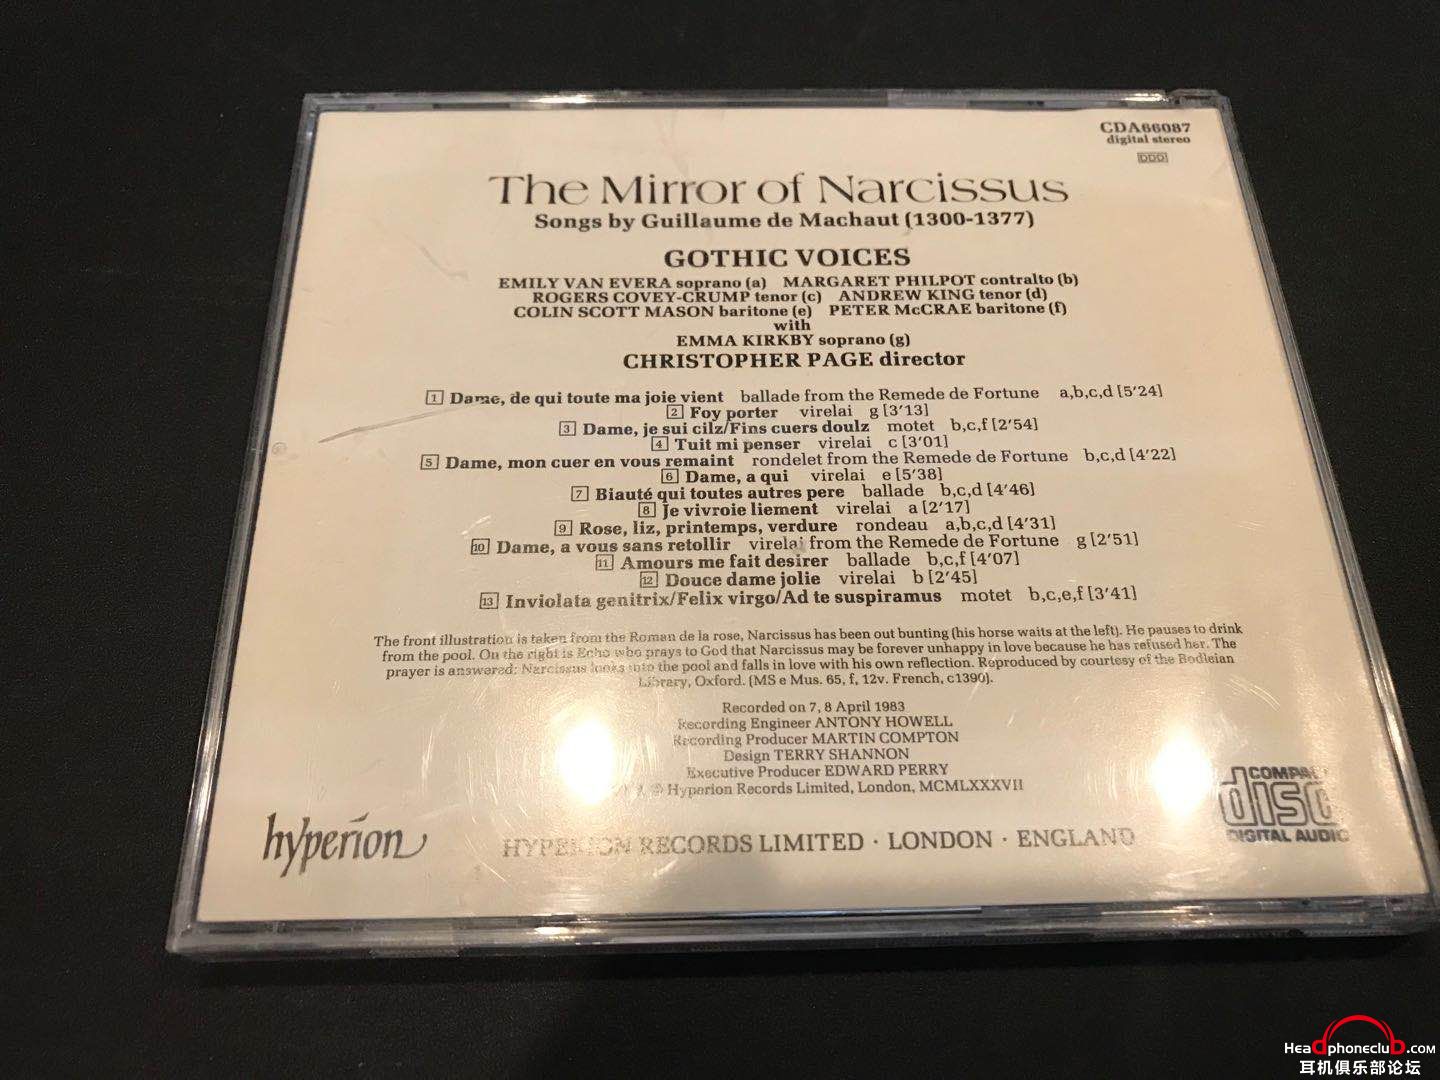 CDA66087
digital stereo
DDD
The Mirror of Narcissus
Songs by Guillaume de Machaut (1300-1377)
GOTHIC VOICES
EMILY VAN EVERA soprano (a) MARGARET PHILPOT contralto (b)
ROGERS COVEY-CRUMP tenor (c) ANDREW KING tenor (d)
COLIN SCOTT MASON baritone (e) PETER McCRAE baritone (f)
with
EMMA KIRKBY soprano (g)
CHRISTOPHER PAGE director
1 Dame, de qui toute ma joie vient ballade from the Remede de Fortune a,b,c,d [5'24]
2 Foy porter virelai g [3'13]
3 Dame, je sui cilz/Fins cuers doulz motet b,c,f [2'54]
4 Tuit mi penser virelai c [3'01]
5 Dame, mon cuer en vous remaint rondelet from the Remede de Fortune b,c,d [4'22]
6 Dame, a qui virelai e [5'38]
7 Biauté qui toutes autres pere ballade b,c,d [4'46]
8 Je vivroie liement virelai a [2'17]
9 Rose, liz, printemps, verdure rondeau a,b,c,d [4'31]
10 Dame, a vous sans retollir virelai from the Remede de Fortune g [2'51]
11 Amours me fait desirer ballade b,c,f [4'07]
12 Douce dame jolie virelai b [2'45]
13 Inviolata genitrix/Felix virgo/Ad te suspiramus motet b,c,e,f [3'41]
The front illustration is taken from the Roman de la rose, Narcissus has been out bunting (his horse waits at the left). He pauses to drink
from the pool. On the right is Echo who prays to God that Narcissus may be forever unhappy in love because he has refused her. The
prayer is answered: Narcissus looks into the pool and falls in love with his own reflection. Reproduced by courtesy of the Bodleian
Library, Oxford. (MS e Mus. 65, f, 12v. French, c1390).
Recorded on 7, 8 April 1983
Recording Engineer ANTONY HOWELL
Recording Producer MARTIN COMPTON
Design TERRY SHANNON
Executive Producer EDWARD PERRY
Hyperion Records Limited, London, MCMLXXXVII
hyperion
HYPERION RECORDS LIMITED · LONDON · ENGLAND
COMPACT
disc
DIGITAL AUDIO
Headphoneclub.com
耳机俱乐部论坛